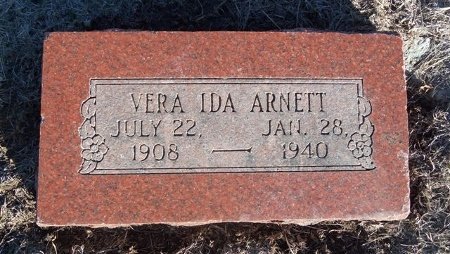 VERA IDA ARNETT
JULY 22, JAN. 28,
1908 — 1940